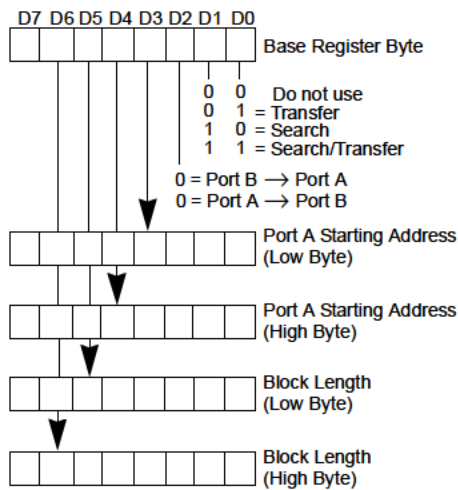 D7 D6 D5 D4 D3 D2 D1 D0
Base Register Byte
0 0 Do not use
0 1 = Transfer
1 0 = Search
1 1 = Search/Transfer
0 = Port B → Port A
0 = Port A → Port B
Port A Starting Address
(Low Byte)
Port A Starting Address
(High Byte)
Block Length
(Low Byte)
Block Length
(High Byte)